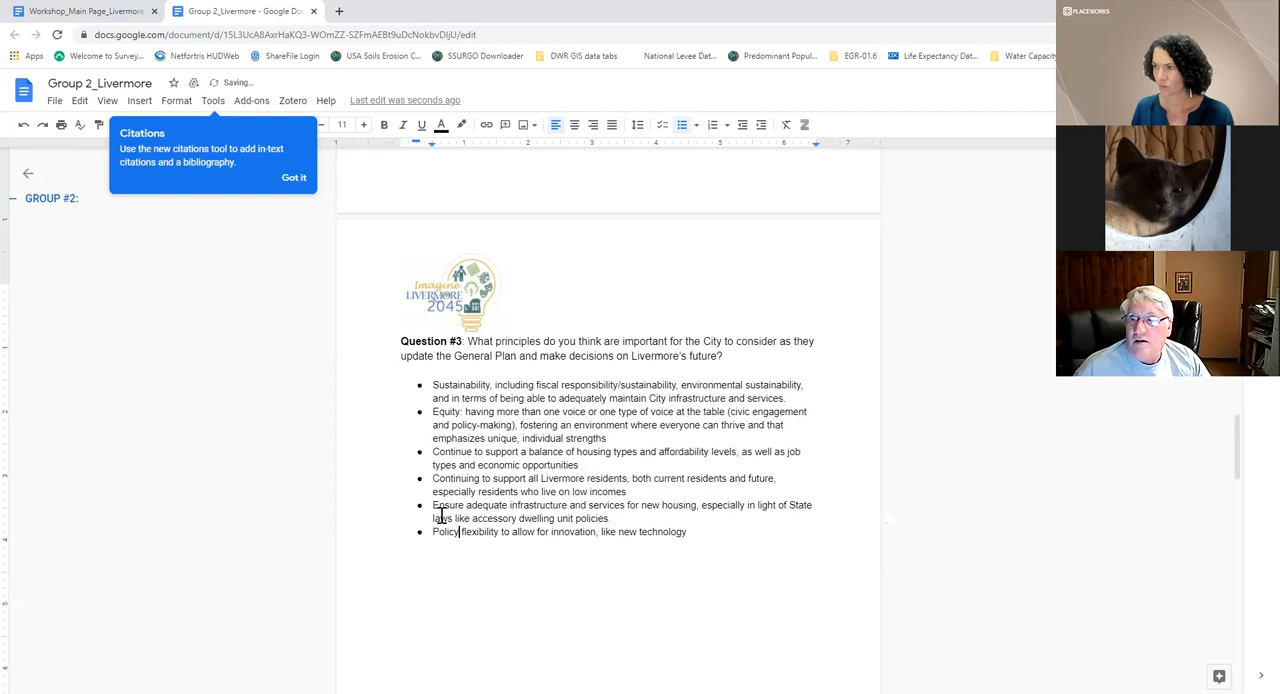 Workshop_Main Page_Livermore
Group 2_Livermore - Google Doc
docs.google.com/document/d/15L3UcA8AxrHaKQ3-WOmZZ-SZFmAEBt9uDcNokbvDIjU/edit
Apps
Welcome to Survey...
Netfortris HUDWeb
ShareFile Login
USA Soils Erosion C...
SSURGO Downloader
DWR GIS data tabs
National Levee Dat...
Predominant Popul...
EGR-01.6
Life Expectancy Dat...
Water Capacity
Group 2_Livermore
Saving...
File Edit View Insert Format Tools Add-ons Zotero Help Last edit was seconds ago
11
Citations
Use the new citations tool to add in-text
citations and a bibliography.
Got it
GROUP #2:
Imagine
LIVERMORE
2045
Question #3: What principles do you think are important for the City to consider as they
update the General Plan and make decisions on Livermore's future?
● Sustainability, including fiscal responsibility/sustainability, environmental sustainability,
and in terms of being able to adequately maintain City infrastructure and services.
● Equity: having more than one voice or one type of voice at the table (civic engagement
and policy-making), fostering an environment where everyone can thrive and that
emphasizes unique, individual strengths
● Continue to support a balance of housing types and affordability levels, as well as job
types and economic opportunities
● Continuing to support all Livermore residents, both current residents and future,
especially residents who live on low incomes
● Ensure adequate infrastructure and services for new housing, especially in light of State
laws like accessory dwelling unit policies.
● Policy flexibility to allow for innovation, like new technology
PLACEWORKS